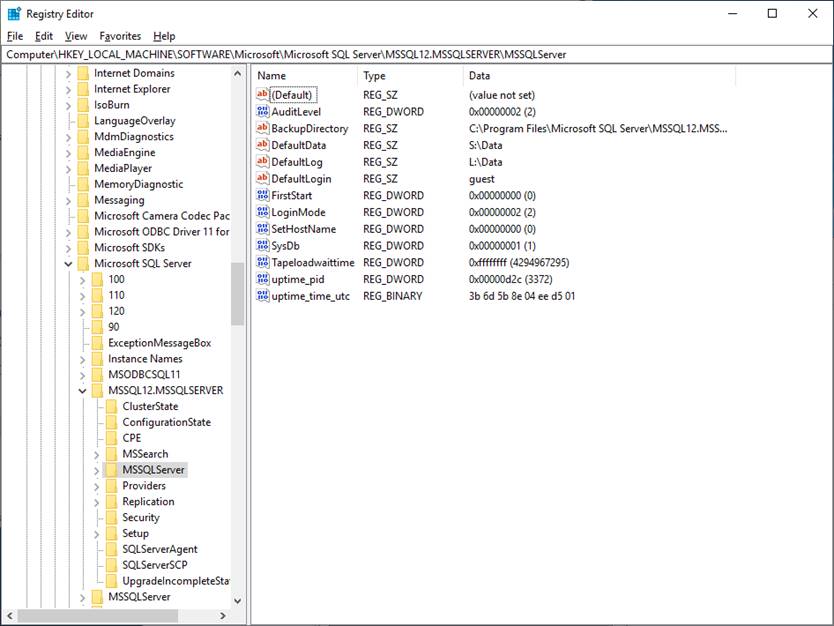 Registry Editor
File Edit View Favorites Help
Computer\HKEY_LOCAL_MACHINE\SOFTWARE\Microsoft\Microsoft SQL Server\MSSQL12.MSSQLSERVER\MSSQLServer
Internet Domains
Internet Explorer
IsoBurn
LanguageOverlay
MdmDiagnostics
MediaEngine
MediaPlayer
MemoryDiagnostic
Messaging
Microsoft Camera Codec Pac
Microsoft ODBC Driver 11 for
Microsoft SDKs
Microsoft SQL Server
100
110
120
90
ExceptionMessageBox
Instance Names
MSODBCSQL11
MSSQL12.MSSQLSERVER
ClusterState
ConfigurationState
CPE
MSSearch
MSSQLServer
Providers
Replication
Security
Setup
SQLServerAgent
SQLServerSCP
UpgradeIncompleteSta
MSSQLServer
Name Type Data
(Default) REG_SZ (value not set)
AuditLevel REG_DWORD 0x00000002 (2)
BackupDirectory REG_SZ C:\Program Files\Microsoft SQL Server\MSSQL12.MSS...
DefaultData REG_SZ S:\Data
DefaultLog REG_SZ L:\Data
DefaultLogin REG_SZ guest
FirstStart REG_DWORD 0x00000000 (0)
LoginMode REG_DWORD 0x00000002 (2)
SetHostName REG_DWORD 0x00000000 (0)
SysDb REG_DWORD 0x00000001 (1)
Tapeloadwaittime REG_DWORD 0xffffffff (4294967295)
uptime_pid REG_DWORD 0x00000d2c (3372)
uptime_time_utc REG_BINARY 3b 6d 5b 8e 04 ee d5 01